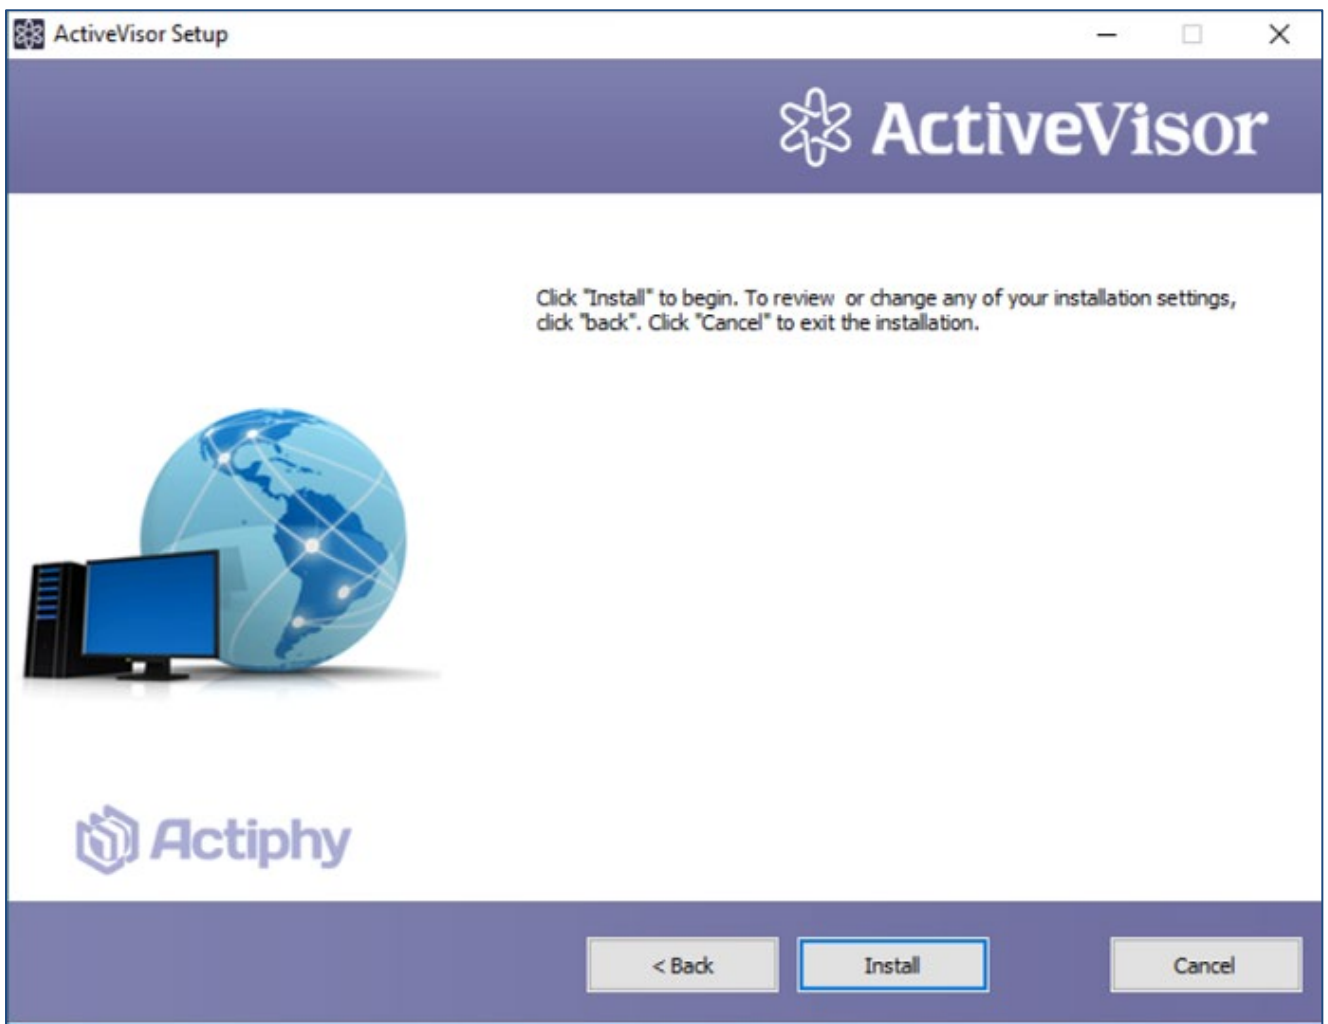 ActiveVisor Setup
ActiveVisor
Click "Install" to begin. To review  or change any of your installation settings,
click "back". Click "Cancel" to exit the installation.
Actiphy
< Back
Install
Cancel